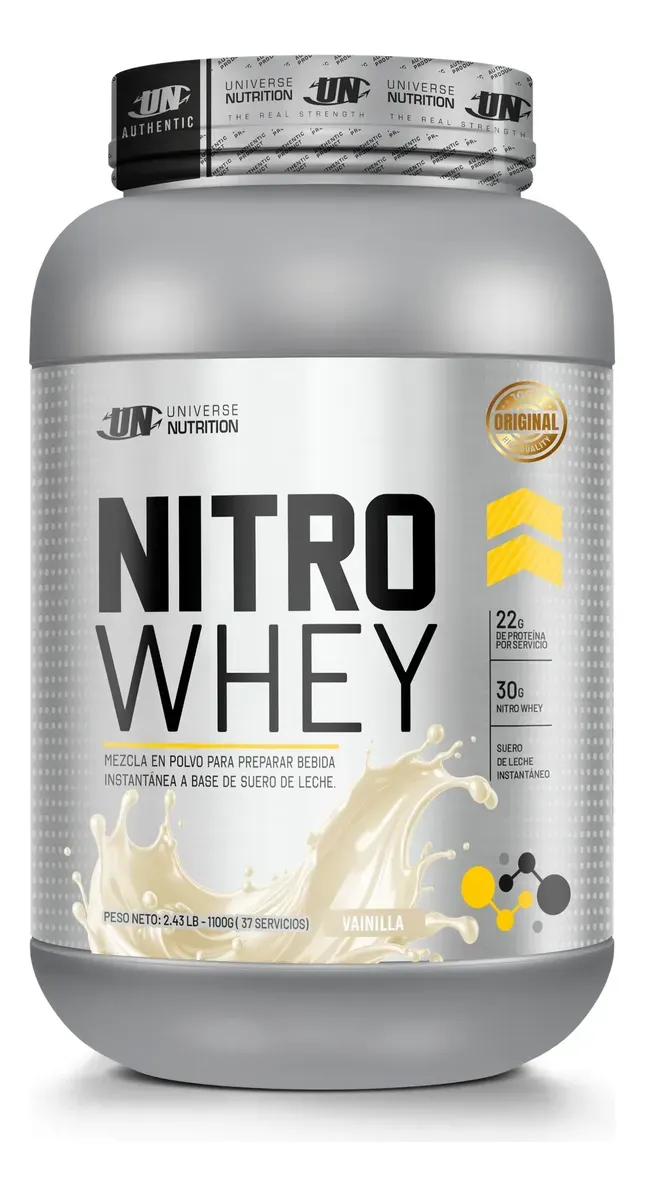 UN
AUTHENTIC
UNIVERSE
NUTRITION
UN
UNIVERSE
NUTRITION
UN
THE REAL STRENGTH
THE REAL STRENGTH
UN UNIVERSE
NUTRITION
ORIGINAL
QUALITY
NITRO
WHEY
22G
DE PROTEÍNA
POR SERVICIO
30G
NITRO WHEY
SUERO
DE LECHE
INSTANTÁNEO
MEZCLA EN POLVO PARA PREPARAR BEBIDA
INSTANTÁNEA A BASE DE SUERO DE LECHE.
PESO NETO: 2.43 LB - 1100G ( 37 SERVICIOS)
VAINILLA